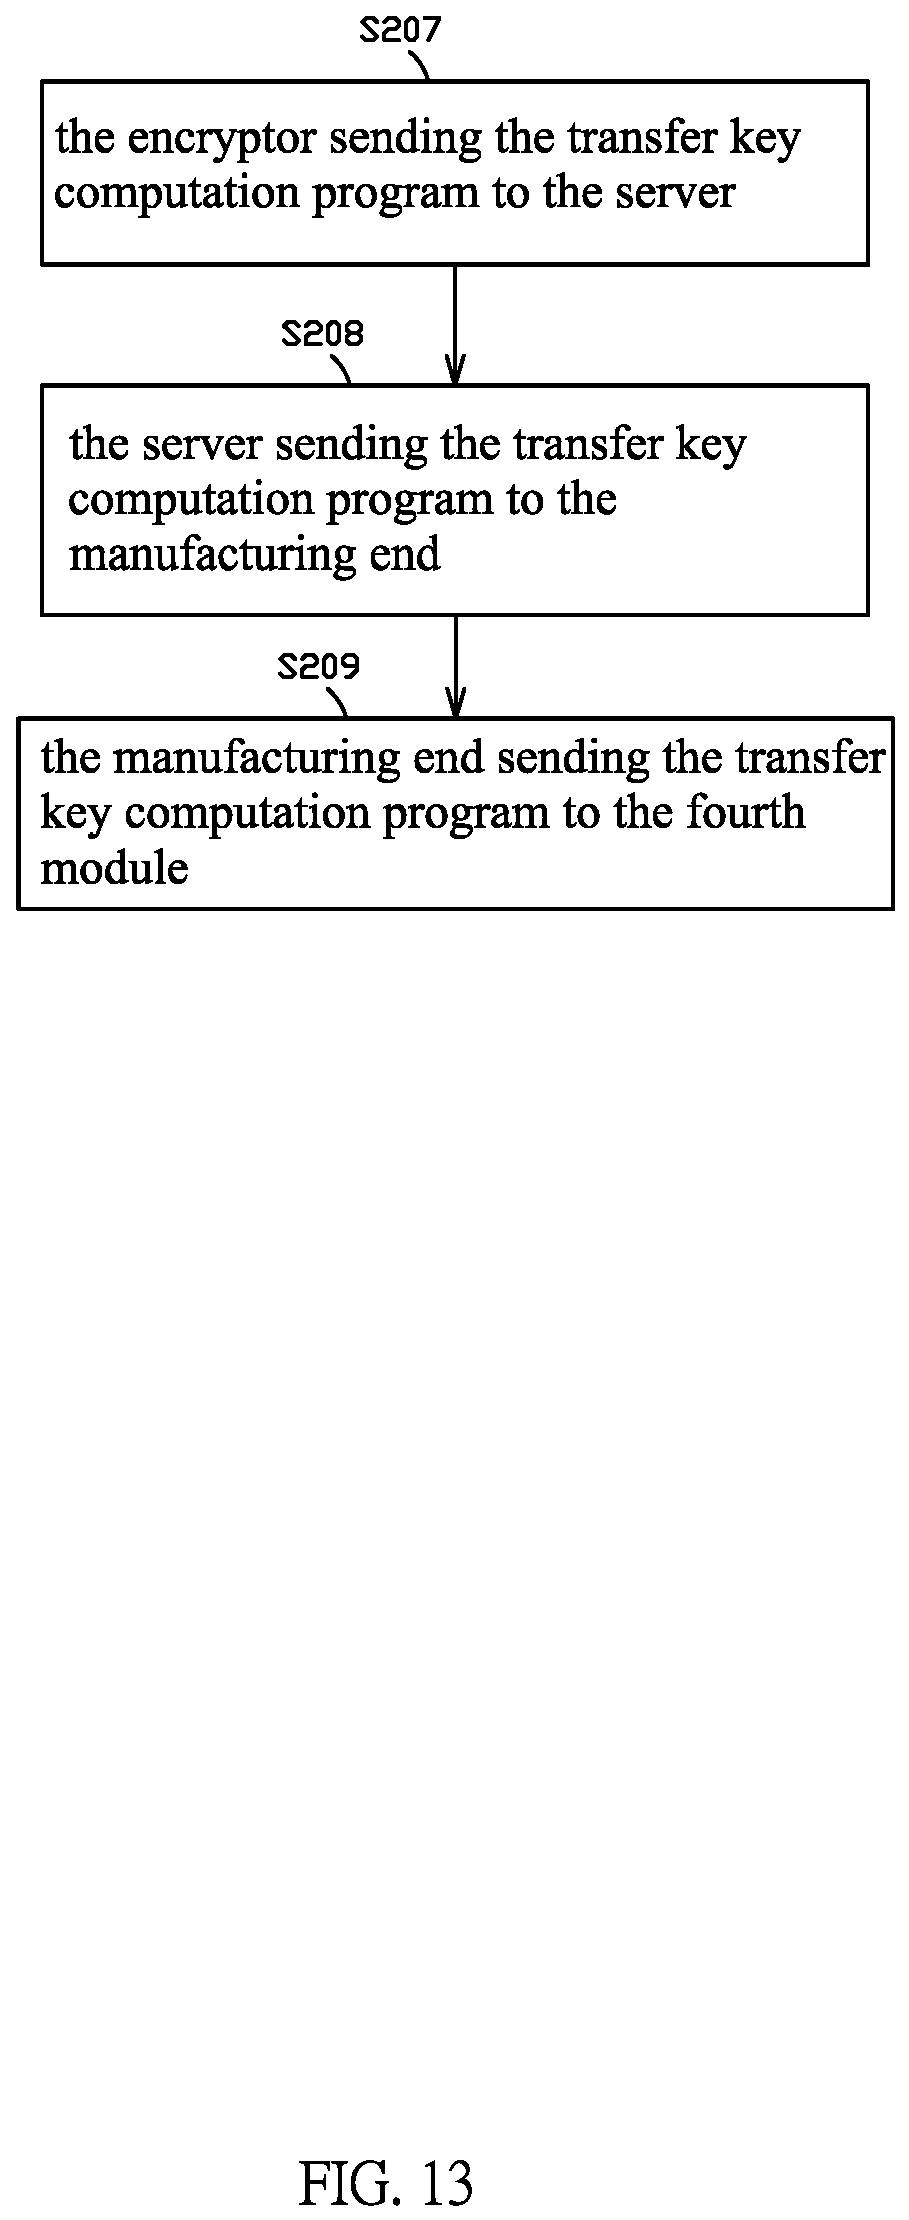 S207
the encryptor sending the transfer key
computation program to the server
S208
the server sending the transfer key
computation program to the
manufacturing end
S209
the manufacturing end sending the transfer
key computation program to the fourth
module
FIG. 13